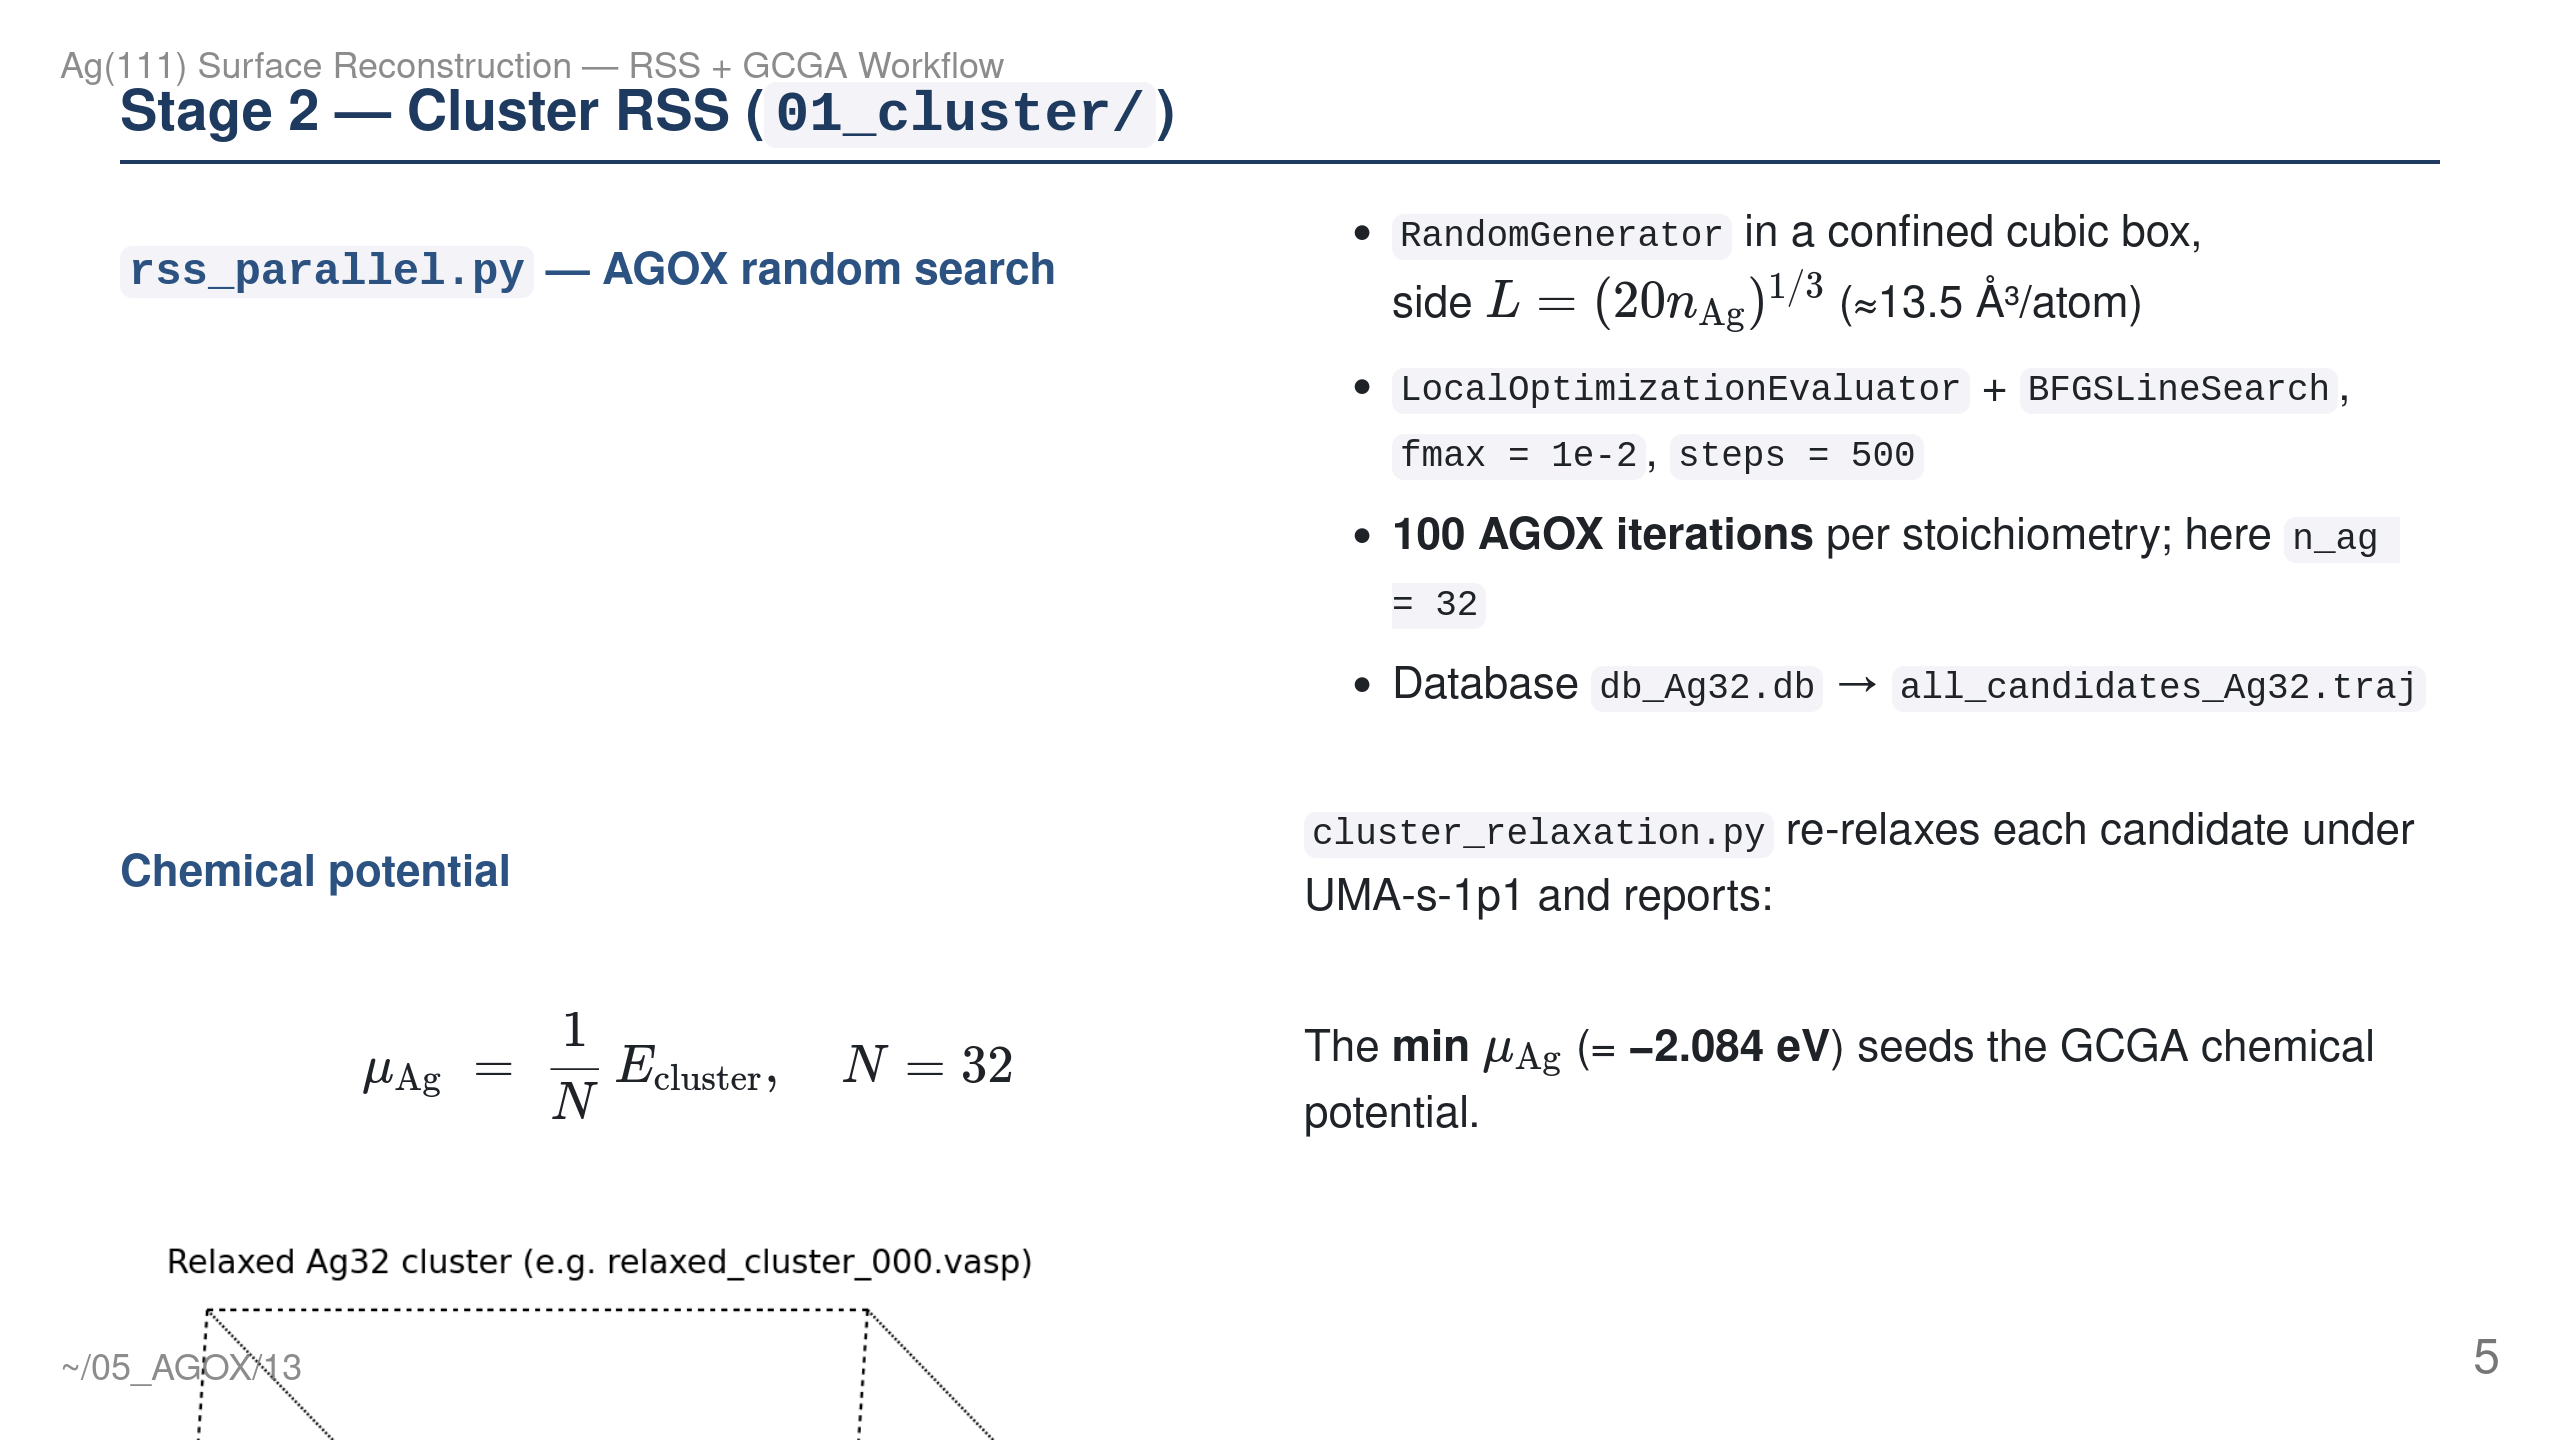 Ag(111) Surface Reconstruction — RSS + GCGA Workflow
Stage 2 — Cluster RSS (01_cluster/)
rss_parallel.py — AGOX random search
• RandomGenerator in a confined cubic box,
side L = (20n_Ag)^{1/3} (≈13.5 Å³/atom)
• LocalOptimizationEvaluator + BFGSLineSearch,
fmax = 1e-2, steps = 500
• 100 AGOX iterations per stoichiometry; here n_ag
= 32
• Database db_Ag32.db → all_candidates_Ag32.traj
Chemical potential
cluster_relaxation.py re-relaxes each candidate under
UMA-s-1p1 and reports:
μ_Ag = \frac{1}{N} E_cluster, N = 32
The min μ_Ag (= −2.084 eV) seeds the GCGA chemical
potential.
Relaxed Ag32 cluster (e.g. relaxed_cluster_000.vasp)
~/05_AGOX/13
5